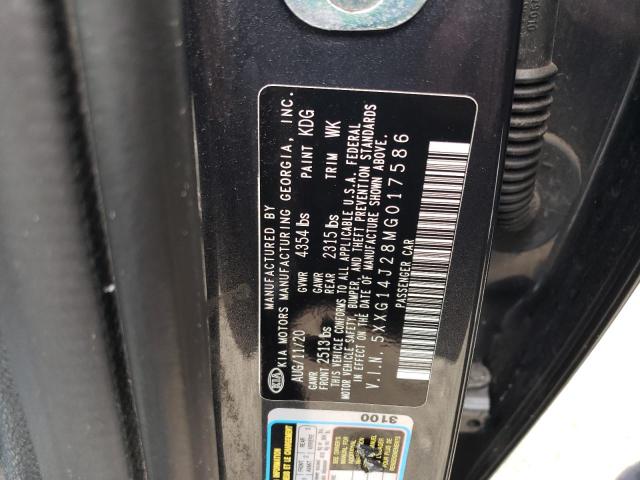 KIA
MANUFACTURED BY
KIA MOTORS MANUFACTURING GEORGIA, INC.
AUG/11/20 GVWR 4354 lbs PAINT KDG
GAWR FRONT 2513 lbs GAWR REAR 2315 lbs TRIM WK
THIS VEHICLE CONFORMS TO ALL APPLICABLE U.S.A. FEDERAL
MOTOR VEHICLE SAFETY, BUMPER, AND THEFT PREVENTION STANDARDS
IN EFFECT ON THE DATE OF MANUFACTURE SHOWN ABOVE.
V.I.N. 5XXG14J28MG017586
PASSENGER CAR
3100